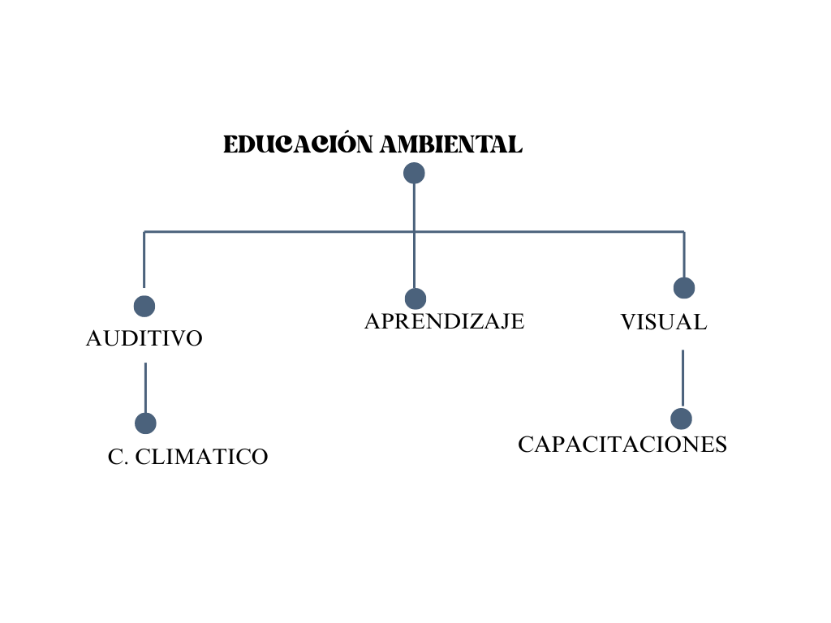 EDUCACIÓN AMBIENTAL
AUDITIVO
APRENDIZAJE
VISUAL
C. CLIMATICO
CAPACITACIONES